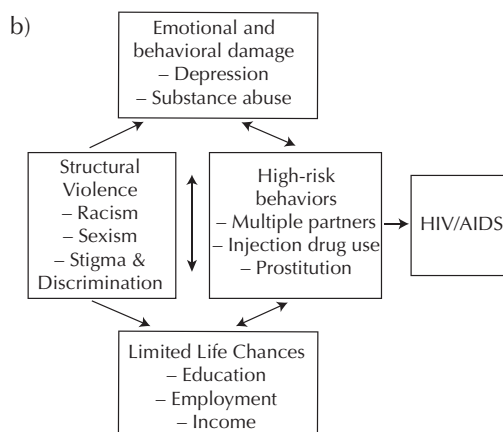 b)
Emotional and
behavioral damage
– Depression
– Substance abuse
Structural
Violence
– Racism
– Sexism
– Stigma &
Discrimination
High-risk
behaviors
– Multiple partners
– Injection drug use
– Prostitution
HIV/AIDS
Limited Life Chances
– Education
– Employment
– Income